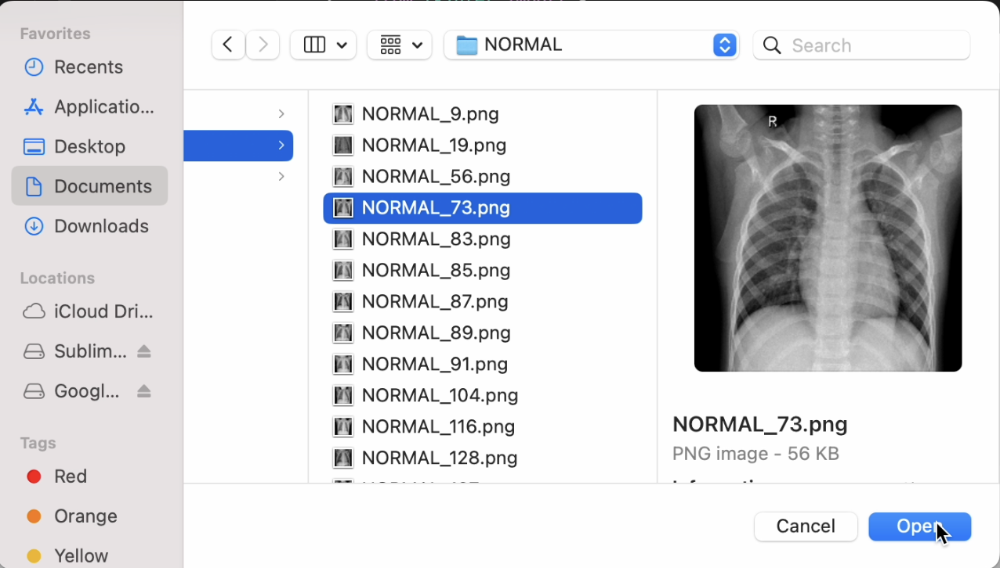 Favorites
Recents
Applicatio...
Desktop
Documents
Downloads
Locations
iCloud Dri...
Sublim...
Googl...
Tags
Red
Orange
Yellow
NORMAL
Search
NORMAL_9.png
NORMAL_19.png
NORMAL_56.png
NORMAL_73.png
NORMAL_83.png
NORMAL_85.png
NORMAL_87.png
NORMAL_89.png
NORMAL_91.png
NORMAL_104.png
NORMAL_116.png
NORMAL_128.png
R
NORMAL_73.png
PNG image - 56 KB
Cancel
Open